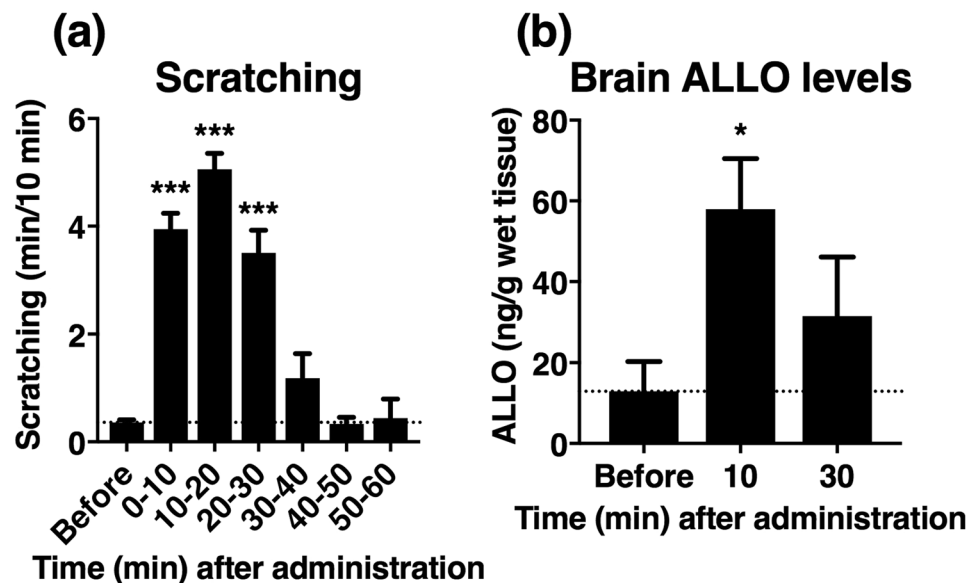 (a)
Scratching
Scratching (min/10 min)
6
4
2
0
***
***
***
Before
0-10
10-20
20-30
30-40
40-50
50-60
Time (min) after administration
(b)
Brain ALLO levels
ALLO (ng/g wet tissue)
80
60
40
20
0
*
Before
10
30
Time (min) after administration